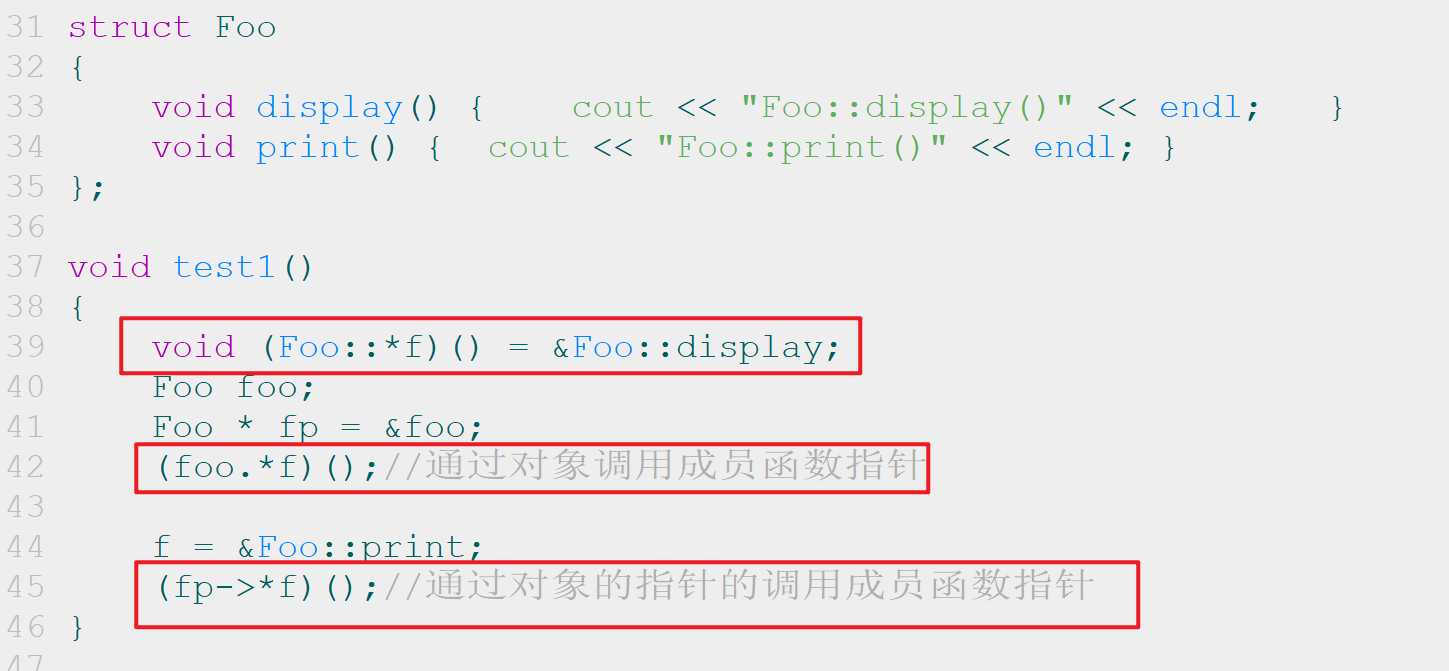 31 struct Foo
32 {
33     void display() {    cout << "Foo::display()" << endl;    }
34     void print() {  cout << "Foo::print()" << endl; }
35 };
36
37 void test1()
38 {
39     void (Foo::*f)() = &Foo::display;
40     Foo foo;
41     Foo * fp = &foo;
42     (foo.*f)();//通过对象调用成员函数指针
43
44     f = &Foo::print;
45     (fp->*f)();//通过对象的指针的调用成员函数指针
46 }
47